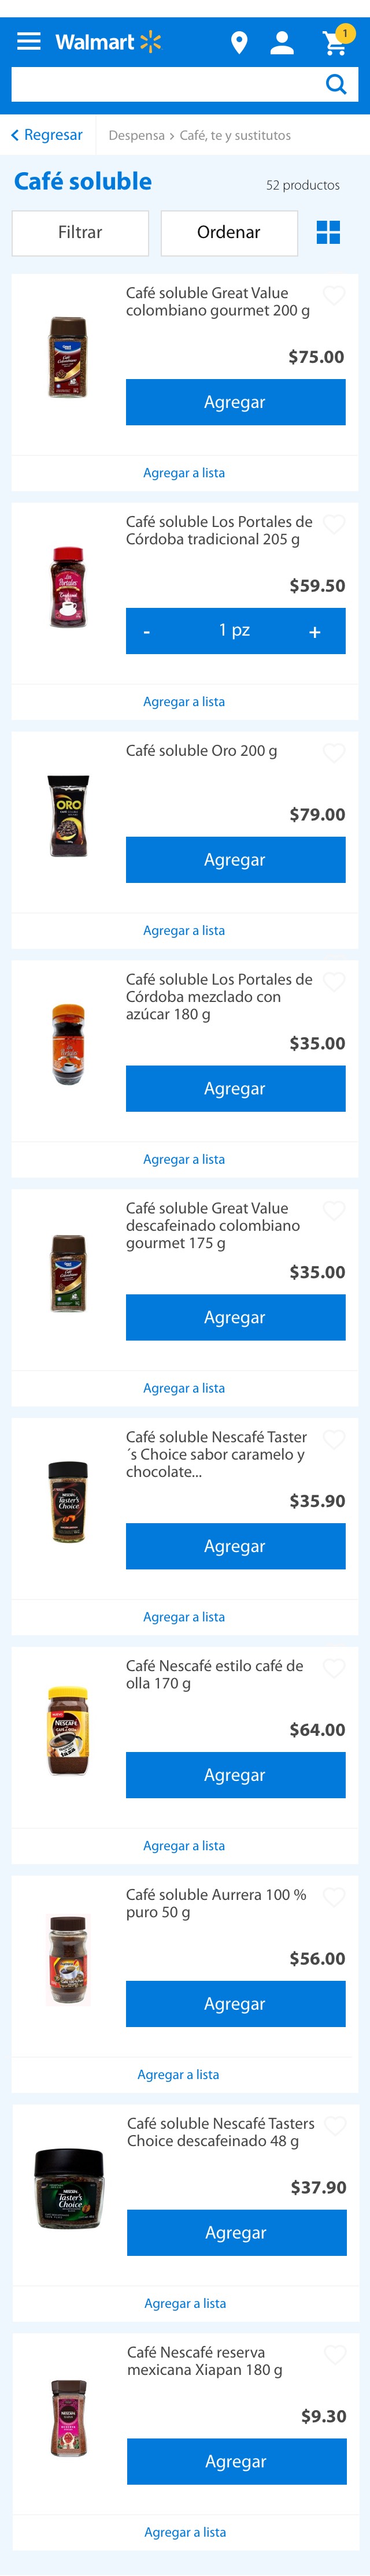 Walmart
1
Regresar
Despensa > Café, te y sustitutos
Café soluble
52 productos
Filtrar
Ordenar
Café soluble Great Value
colombiano gourmet 200 g
$75.00
Agregar
Agregar a lista
Café soluble Los Portales de
Córdoba tradicional 205 g
$59.50
- 1 pz +
Agregar a lista
Café soluble Oro 200 g
ORO
$79.00
Agregar
Agregar a lista
Café soluble Los Portales de
Córdoba mezclado con
azúcar 180 g
$35.00
Agregar
Agregar a lista
Café soluble Great Value
descafeinado colombiano
gourmet 175 g
$35.00
Agregar
Agregar a lista
Café soluble Nescafé Taster
´s Choice sabor caramelo y
chocolate...
Taster's
Choice
$35.90
Agregar
Agregar a lista
Café Nescafé estilo café de
olla 170 g
NESCAFÉ
$64.00
Agregar
Agregar a lista
Café soluble Aurrera 100 %
puro 50 g
$56.00
Agregar
Agregar a lista
Café soluble Nescafé Tasters
Choice descafeinado 48 g
Taster's
Choice
$37.90
Agregar
Agregar a lista
Café Nescafé reserva
mexicana Xiapan 180 g
$9.30
Agregar
Agregar a lista